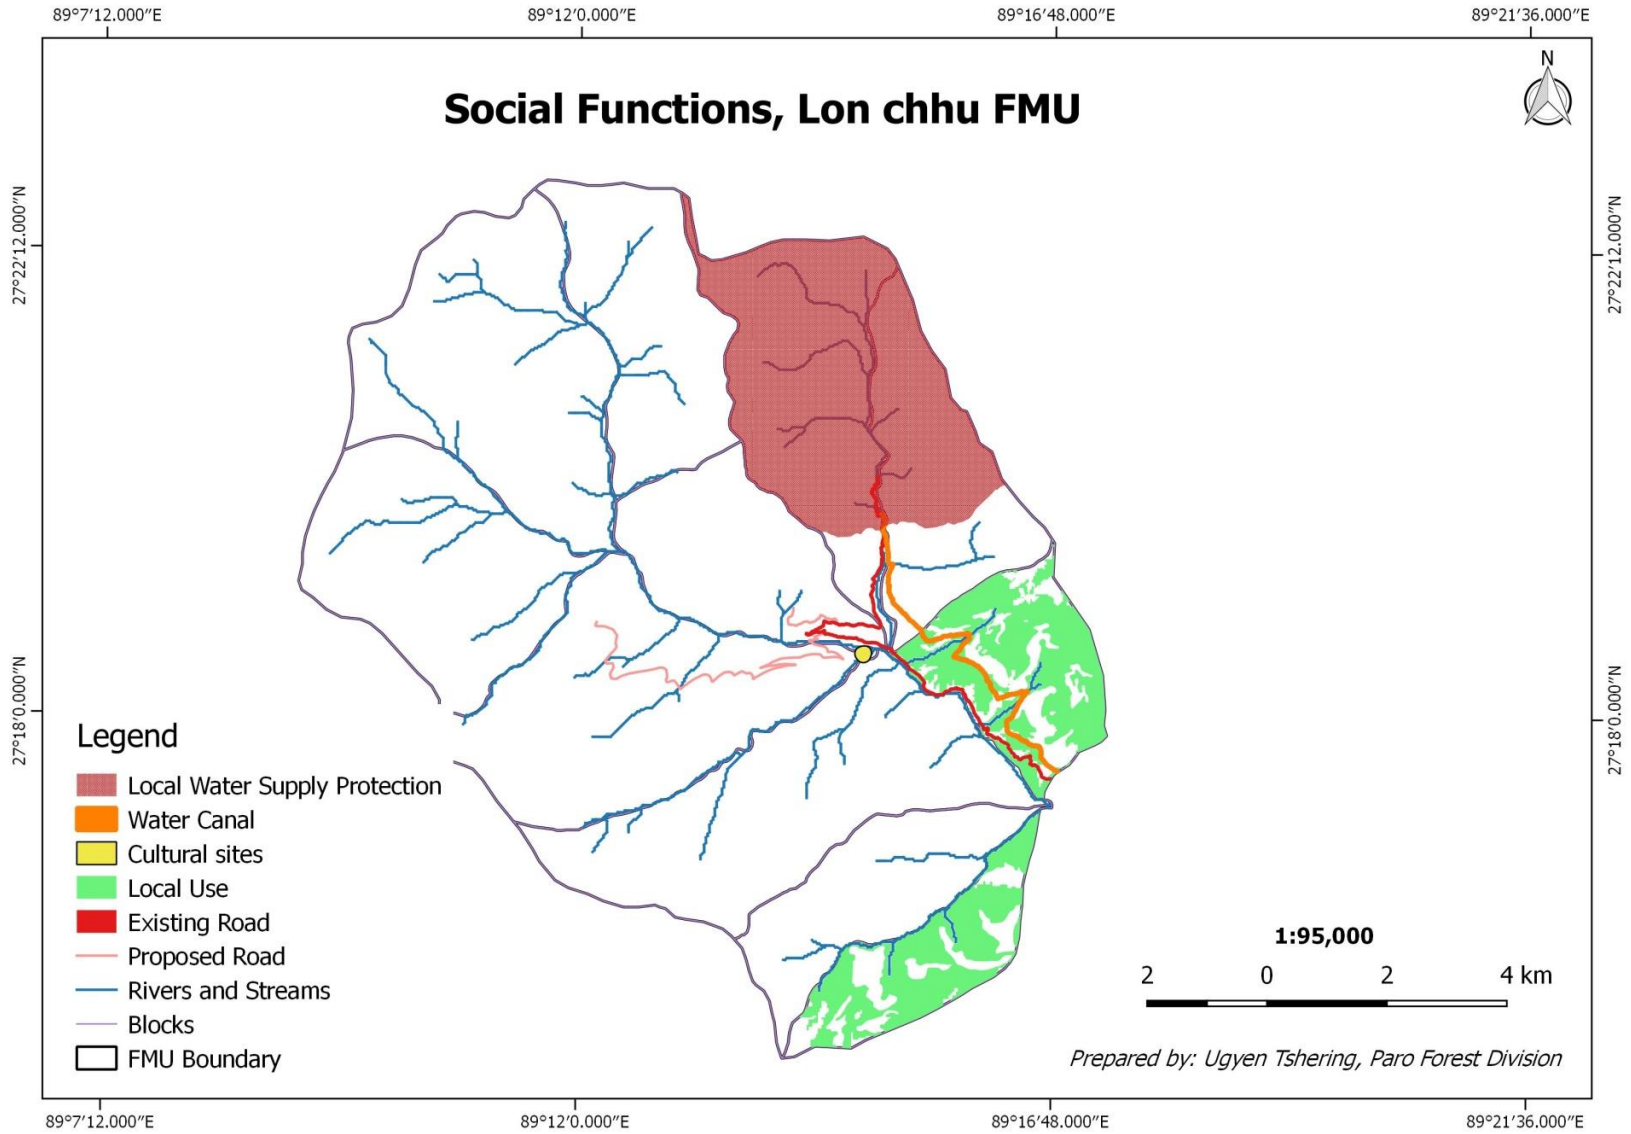 89°7′12.000″E 89°12′0.000″E 89°16′48.000″E 89°21′36.000″E
N
Social Functions, Lon chhu FMU
27°22′12.000″N
27°22′12.000″N
27°18′0.000″N
27°18′0.000″N
Legend
Local Water Supply Protection
Water Canal
Cultural sites
Local Use
Existing Road
Proposed Road
Rivers and Streams
Blocks
FMU Boundary
1:95,000
2 0 2 4 km
Prepared by: Ugyen Tshering, Paro Forest Division
89°7′12.000″E 89°12′0.000″E 89°16′48.000″E 89°21′36.000″E